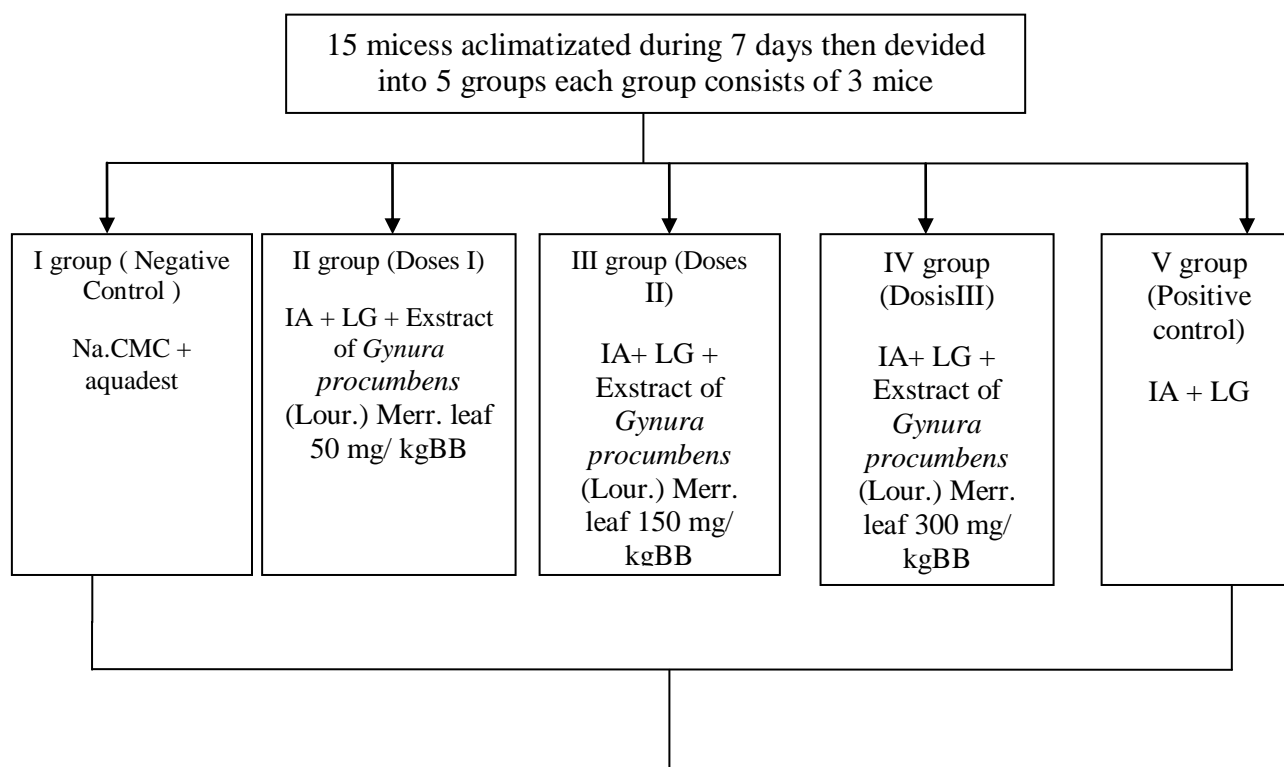 15 micess aclimatizated during 7 days then devided
into 5 groups each group consists of 3 mice
I group ( Negative
Control )
Na.CMC +
aquadest
II group (Doses I)
IA + LG + Exstract
of Gynura
procumbens
(Lour.) Merr. leaf
50 mg/ kgBB
III group (Doses
II)
IA+ LG +
Exstract of
Gynura
procumbens
(Lour.) Merr.
leaf 150 mg/
kgBB
IV group
(DosisIII)
IA+ LG +
Exstract of
Gynura
procumbens
(Lour.) Merr.
leaf 300 mg/
kgBB
V group
(Positive
control)
IA + LG